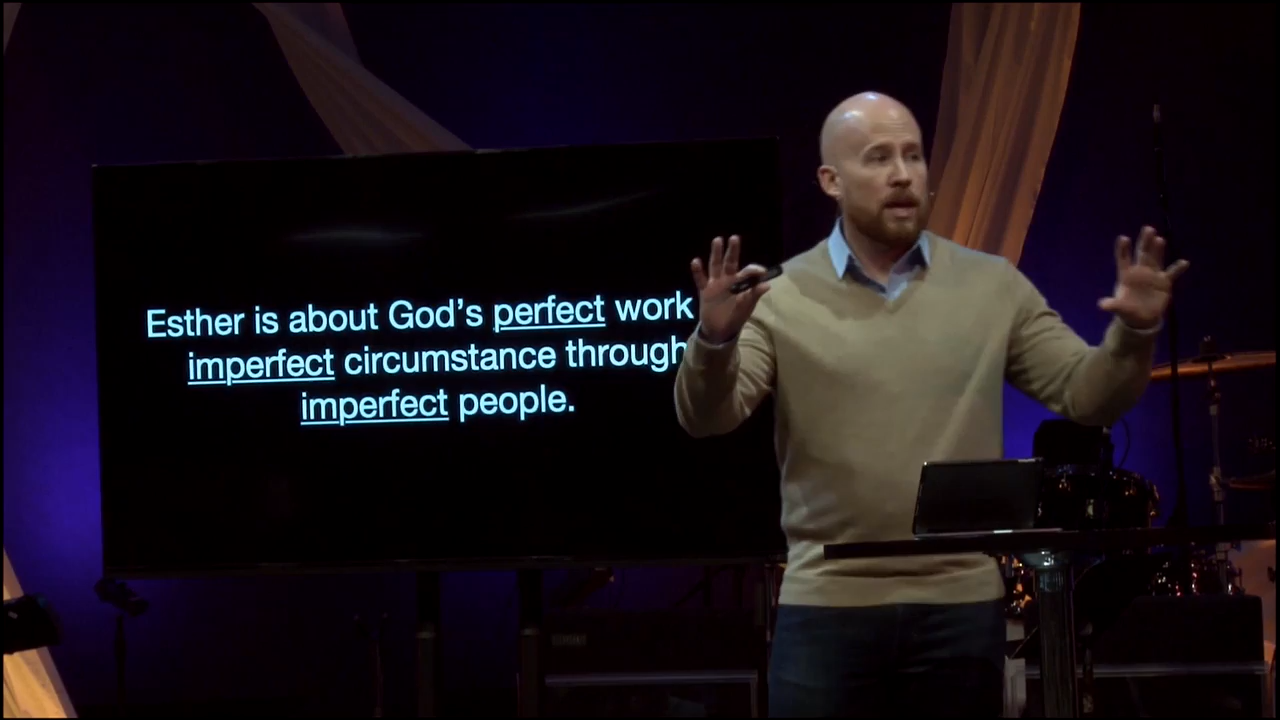 Esther is about God's perfect work
imperfect circumstance through
imperfect people.